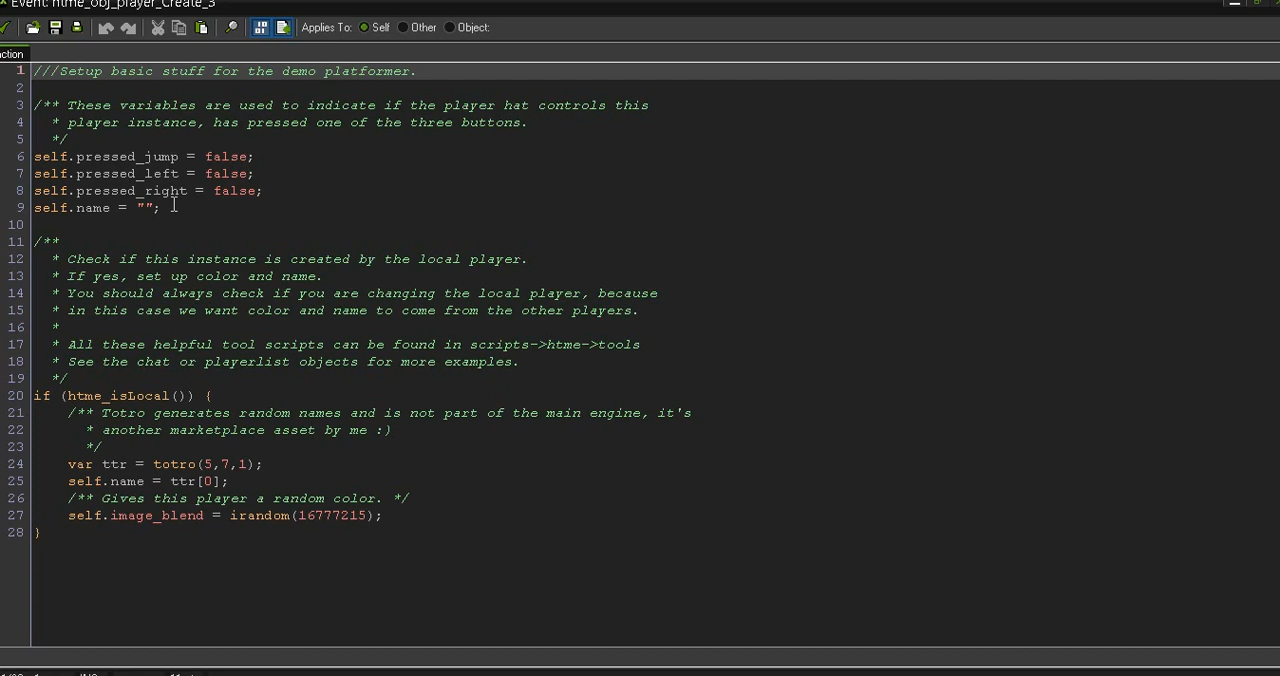 Event: htme_obj_player_Create_3
Applies To: Self Other Object:
ction
1 ///Setup basic stuff for the demo platformer.
2
3 /** These variables are used to indicate if the player hat controls this
4 * player instance, has pressed one of the three buttons.
5 */
6 self.pressed_jump = false;
7 self.pressed_left = false;
8 self.pressed_right = false;
9 self.name = "";
10
11 /**
12 * Check if this instance is created by the local player.
13 * If yes, set up color and name.
14 * You should always check if you are changing the local player, because
15 * in this case we want color and name to come from the other players.
16 *
17 * All these helpful tool scripts can be found in scripts->htme->tools
18 * See the chat or playerlist objects for more examples.
19 */
20 if (htme_isLocal()) {
21 /** Totro generates random names and is not part of the main engine, it's
22 * another marketplace asset by me :)
23 */
24 var ttr = totro(5,7,1);
25 self.name = ttr[0];
26 /** Gives this player a random color. */
27 self.image_blend = irandom(16777215);
28 }